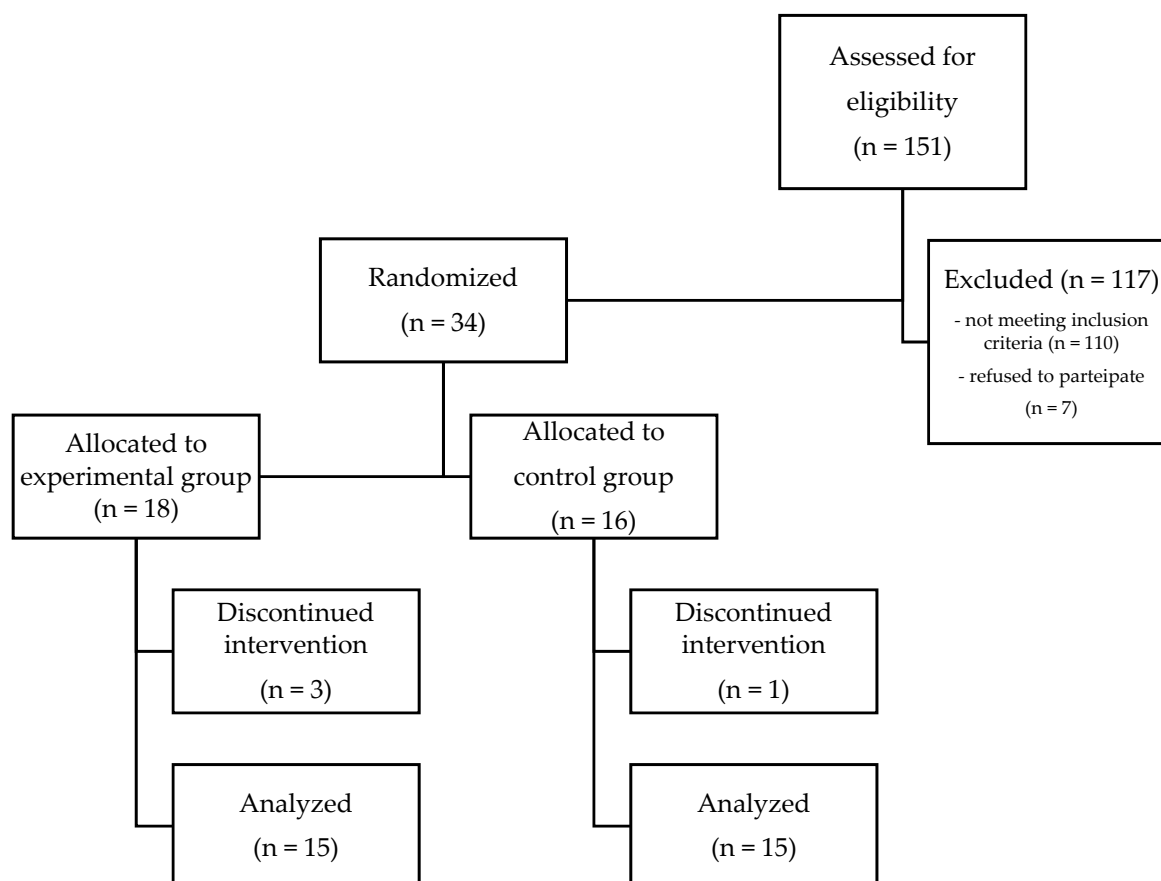 Assessed for
eligibility
(n = 151)
Randomized
(n = 34)
Excluded (n = 117)
- not meeting inclusion
criteria (n = 110)
- refused to parteipate
(n = 7)
Allocated to
experimental group
(n = 18)
Allocated to
control group
(n = 16)
Discontinued
intervention
(n = 3)
Discontinued
intervention
(n = 1)
Analyzed
(n = 15)
Analyzed
(n = 15)